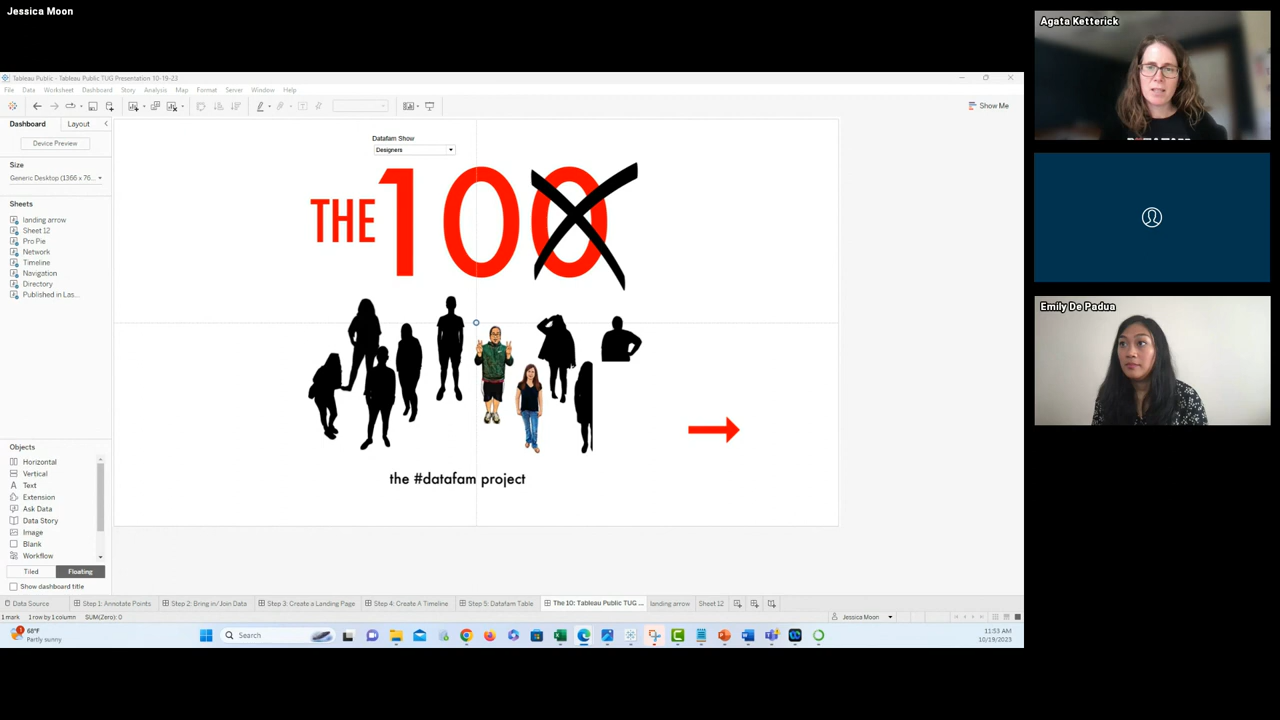 Jessica Moon
Tableau Public - Tableau Public TUG Presentation 10-19-23
File Data Worksheet Dashboard Story Analysis Map Format Server Window Help
Show Me
Dashboard Layout
Device Preview
Size
Generic Desktop (1366 x 76...
Sheets
landing arrow
Sheet 12
Pro Pie
Network
Timeline
Navigation
Directory
Published in Las...
Objects
Horizontal
Vertical
Text
Extension
Ask Data
Data Story
Image
Blank
Workflow
Tiled Floating
Show dashboard title
Datafam Show
Designers
THE 100
the #datafam project
Data Source Step 1: Annotate Points Step 2: Bring in/Join Data Step 3: Create a Landing Page Step 4: Create A Timeline Step 5: Datafam Table The 10: Tableau Public TUG ... landing arrow Sheet 12
1 mark 1 row by 1 column SUM(Zero): 0 Jessica Moon
68°F
Partly sunny
Search
11:53 AM
10/19/2023
Agata Ketterick
Emily De Padua